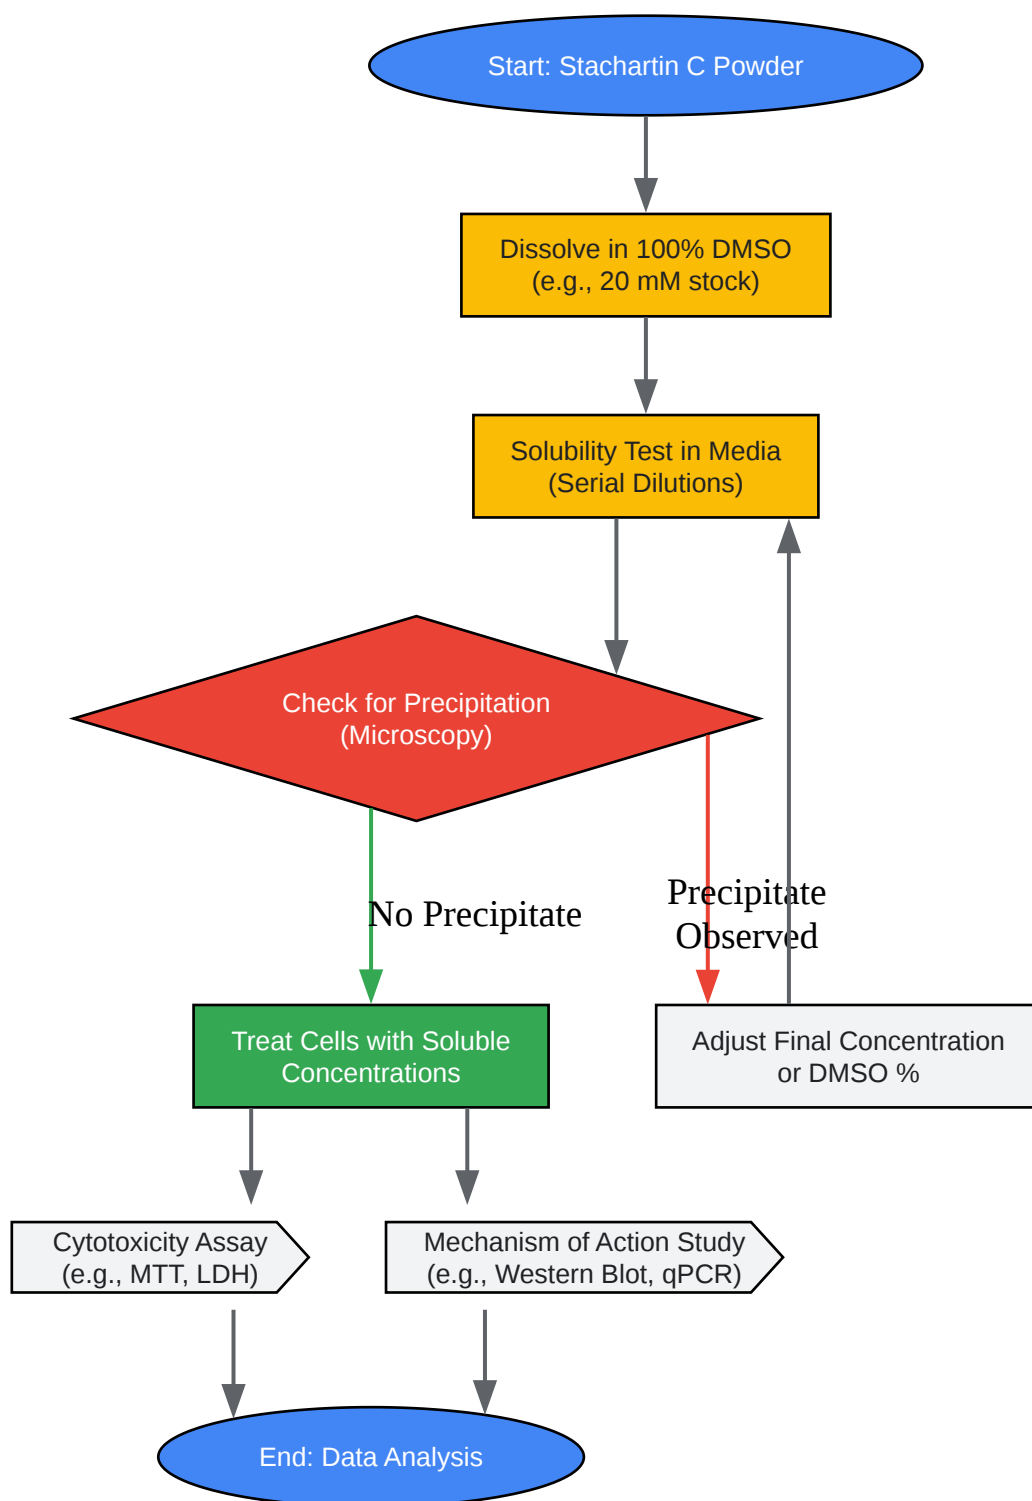 Start: Stachartin C Powder
Dissolve in 100% DMSO
(e.g., 20 mM stock)
Solubility Test in Media
(Serial Dilutions)
Check for Precipitation
(Microscopy)
No Precipitate
Precipitate
Observed
Treat Cells with Soluble
Concentrations
Adjust Final Concentration
or DMSO %
Cytotoxicity Assay
(e.g., MTT, LDH)
Mechanism of Action Study
(e.g., Western Blot, qPCR)
End: Data Analysis